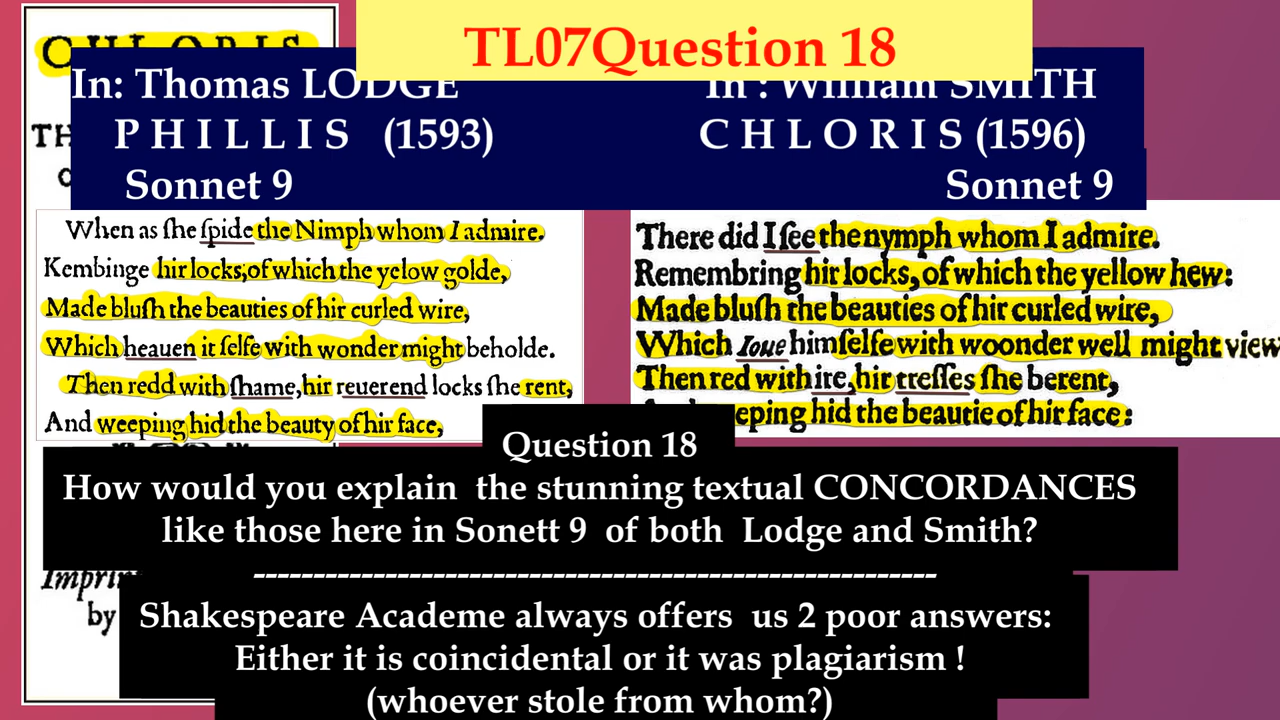 TL07Question 18
CHLORIS
In: Thomas LODGE
In : William SMITH
P H I L L I S (1593)
C H L O R I S (1596)
Sonnet 9
Sonnet 9
When as ſhe ſpide the Nimph whom I admire.
Kembinge hir locks,of which the yelow golde,
Made bluſh the beauties of hir curled wire,
Which heauen it ſelfe with wonder might beholde.
Then redd with ſhame,hir reuerend locks ſhe rent,
And weeping hid the beauty of hir face,
There did I ſee the nymph whom I admire.
Remembring hir locks, of which the yellow hew:
Made bluſh the beauties of hir curled wire,
Which Ioue himſelfe with woonder well might view
Then red with ire, hir treſſes ſhe berent,
eping hid the beautie of hir face:
Question 18
How would you explain the stunning textual CONCORDANCES
like those here in Sonett 9 of both Lodge and Smith?
Imprin
by
Shakespeare Academe always offers us 2 poor answers:
Either it is coincidental or it was plagiarism !
(whoever stole from whom?)